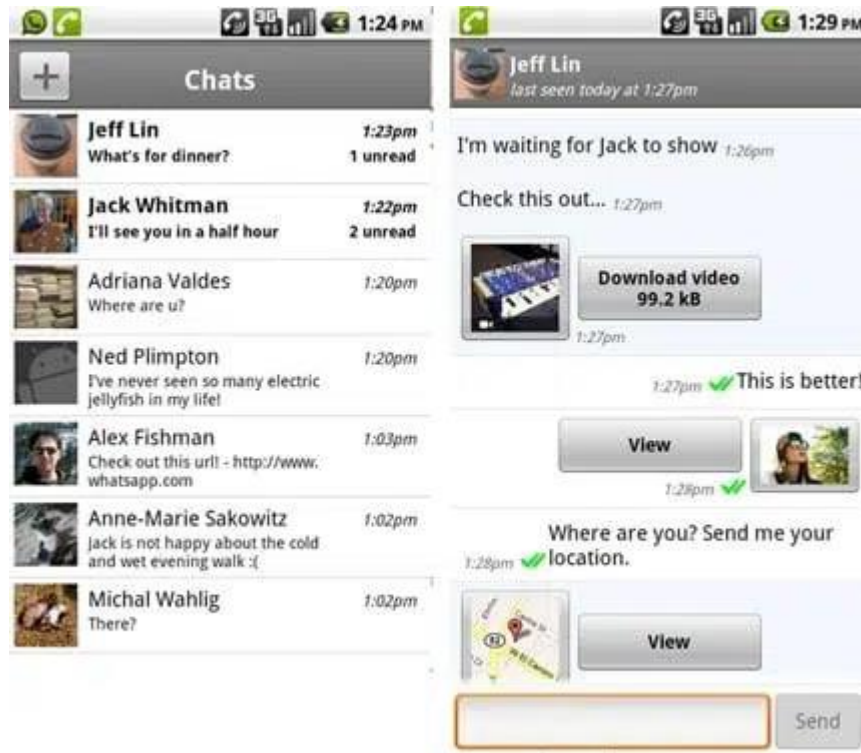 1:24 PM
Chats
Jeff Lin
1:23pm
What's for dinner?
1 unread
Jack Whitman
1:22pm
I'll see you in a half hour
2 unread
Adriana Valdes
1:20pm
Where are u?
Ned Plimpton
1:20pm
I've never seen so many electric
jellyfish in my life!
Alex Fishman
1:03pm
Check out this url! - http://www.
whatsapp.com
Anne-Marie Sakowitz
1:02pm
Jack is not happy about the cold
and wet evening walk :(
Michal Wahlig
1:02pm
There?
3G
1:29 PM
Jeff Lin
last seen today at 1:27pm
I'm waiting for Jack to show 1:26pm
Check this out... 1:27pm
Download video
99.2 kB
1:27pm
1:27pm This is better!
View
1:28pm
Where are you? Send me your
1:28pm location.
82
View
Send